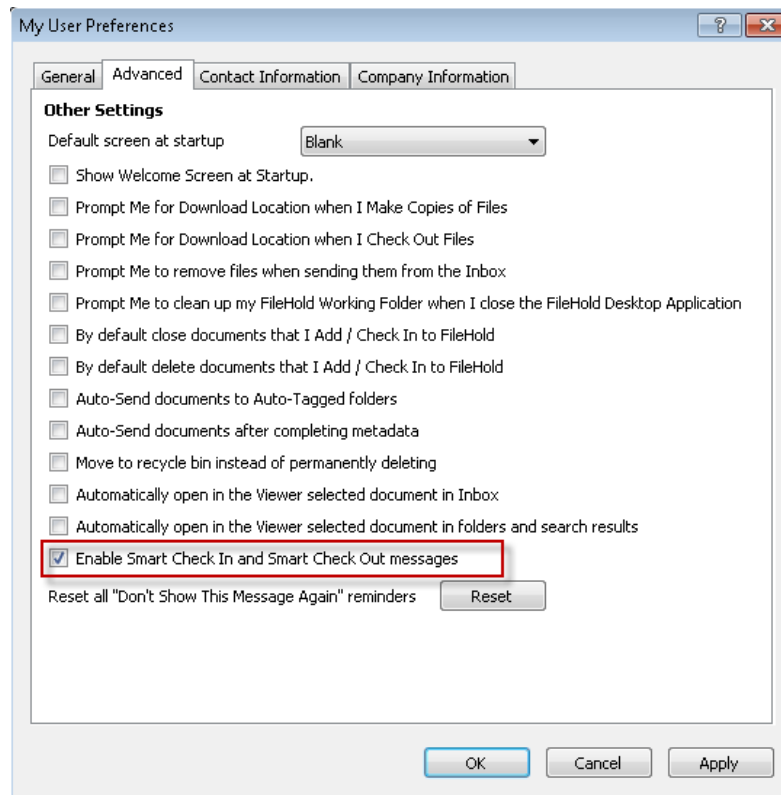 My User Preferences
General Advanced Contact Information Company Information
Other Settings
Default screen at startup Blank
Show Welcome Screen at Startup.
Prompt Me for Download Location when I Make Copies of Files
Prompt Me for Download Location when I Check Out Files
Prompt Me to remove files when sending them from the Inbox
Prompt Me to clean up my FileHold Working Folder when I close the FileHold Desktop Application
By default close documents that I Add / Check In to FileHold
By default delete documents that I Add / Check In to FileHold
Auto-Send documents to Auto-Tagged folders
Auto-Send documents after completing metadata
Move to recycle bin instead of permanently deleting
Automatically open in the Viewer selected document in Inbox
Automatically open in the Viewer selected document in folders and search results
Enable Smart Check In and Smart Check Out messages
Reset all "Don't Show This Message Again" reminders Reset
OK Cancel Apply